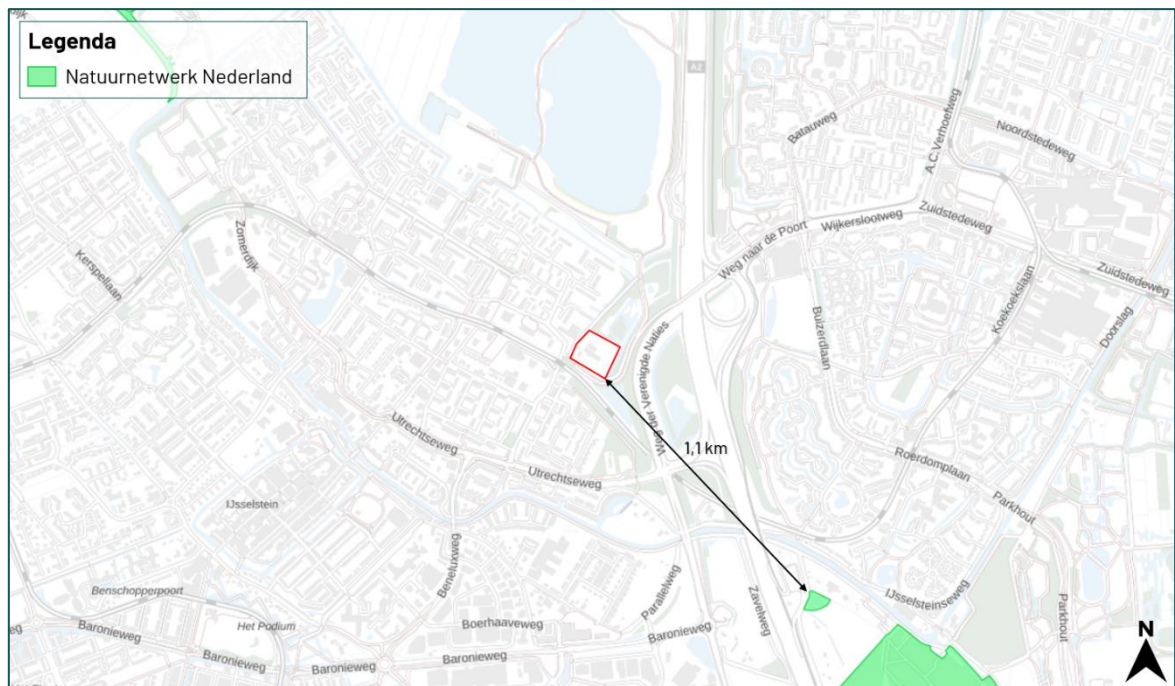 Legenda
Natuurnetwerk Nederland
A2
Batauweg
A.C.Verhoefweg
Noordstedeweg
Zuidstedeweg
Wijkerslootweg
Weg naar de Poort
Zuidstedeweg
Kerspellaan
Zomerdijk
Koekoekslaan
Doorslag
Buizerdlaan
Weg der Verenigde Naties
1,1 km
Utrechtseweg
Utrechtseweg
Roerdomplaan
Parkhout
IJsselstein
Beneluxweg
Benschopperpoort
Het Podium
Boerhaaveweg
Parallelweg
Zavelweg
IJsselsteinseweg
Parkhout
Baronieweg
Baronieweg
Baronieweg
Baronieweg
Baronieweg
N